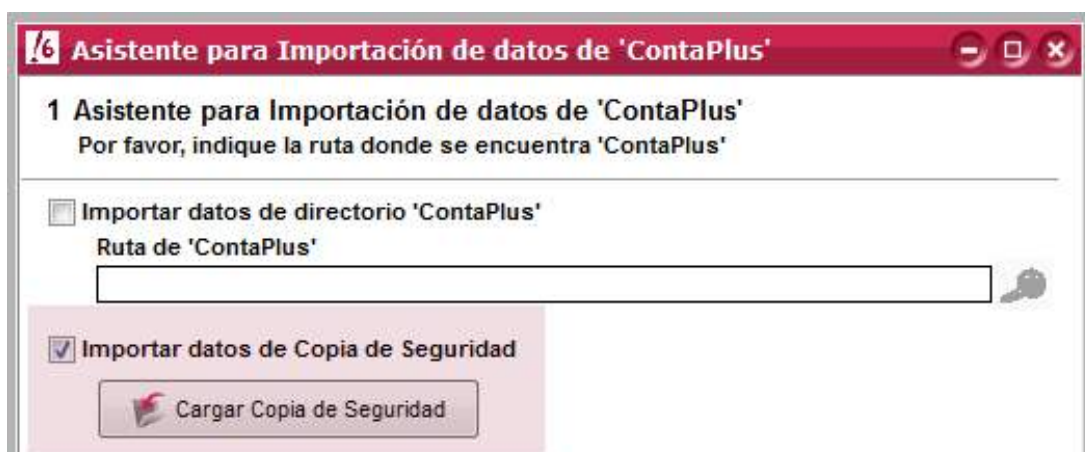 Asistente para Importación de datos de 'ContaPlus'
1 Asistente para Importación de datos de 'ContaPlus'
Por favor, indique la ruta donde se encuentra 'ContaPlus'
Importar datos de directorio 'ContaPlus'
Ruta de 'ContaPlus'
Importar datos de Copia de Seguridad
Cargar Copia de Seguridad